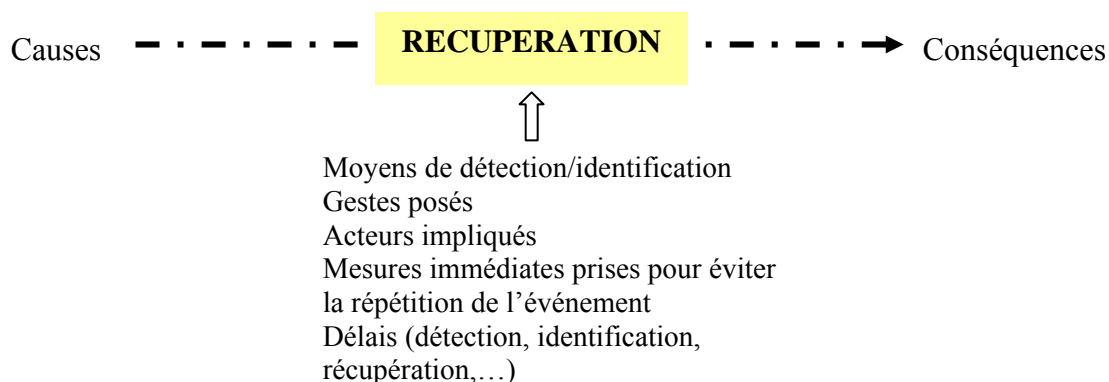 Causes
RECUPERATION
Conséquences
Moyens de détection/identification
Gestes posés
Acteurs impliqués
Mesures immédiates prises pour éviter
la répétition de l’événement
Délais (détection, identification,
récupération,…)